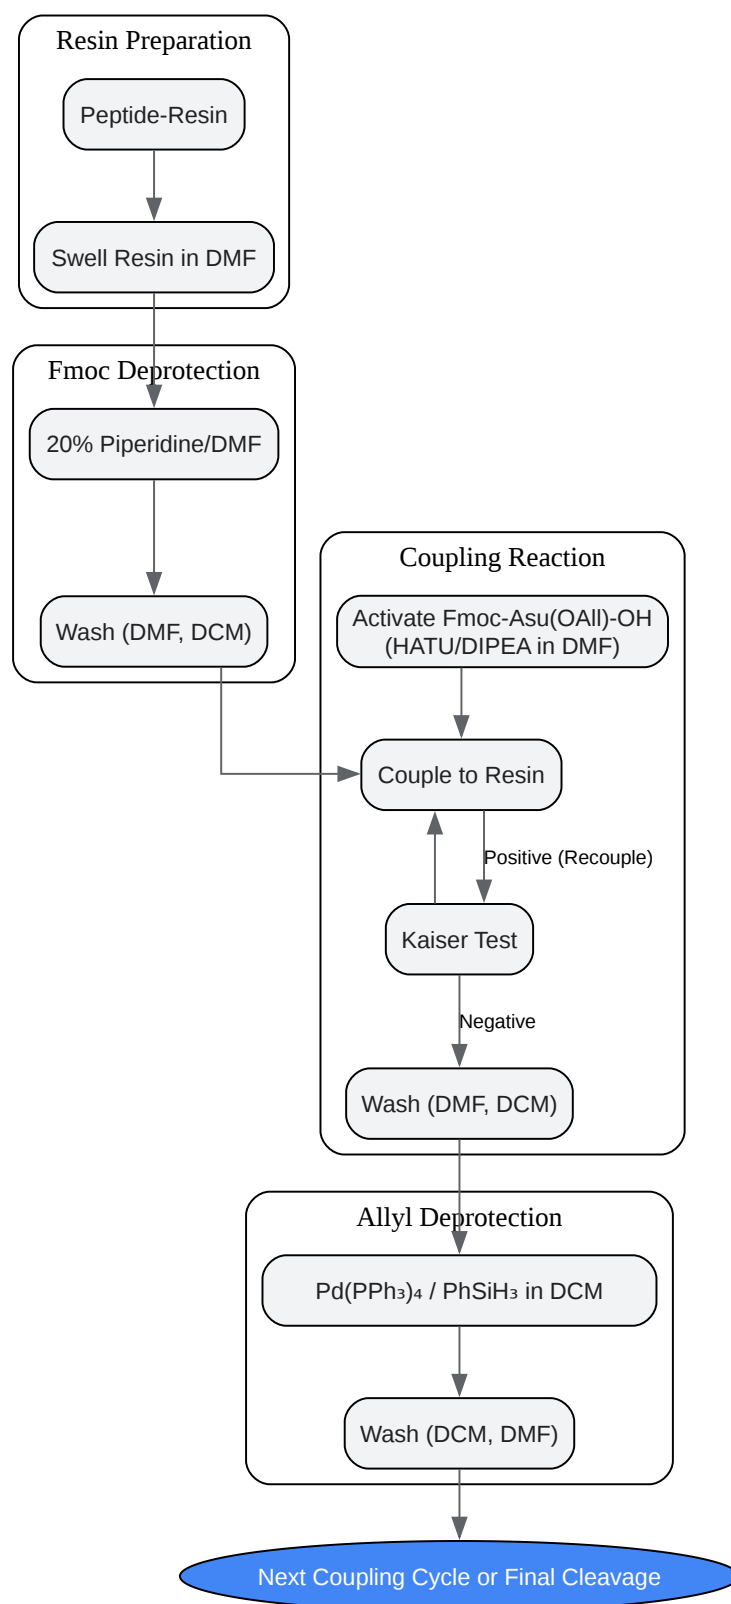 Resin Preparation
Peptide-Resin
Swell Resin in DMF
Fmoc Deprotection
20% Piperidine/DMF
Wash (DMF, DCM)
Coupling Reaction
Activate Fmoc-Asu(OAll)-OH
(HATU/DIPEA in DMF)
Couple to Resin
Positive (Recouple)
Kaiser Test
Negative
Wash (DMF, DCM)
Allyl Deprotection
Pd(PPh₃)₄ / PhSiH₃ in DCM
Wash (DCM, DMF)
Next Coupling Cycle or Final Cleavage